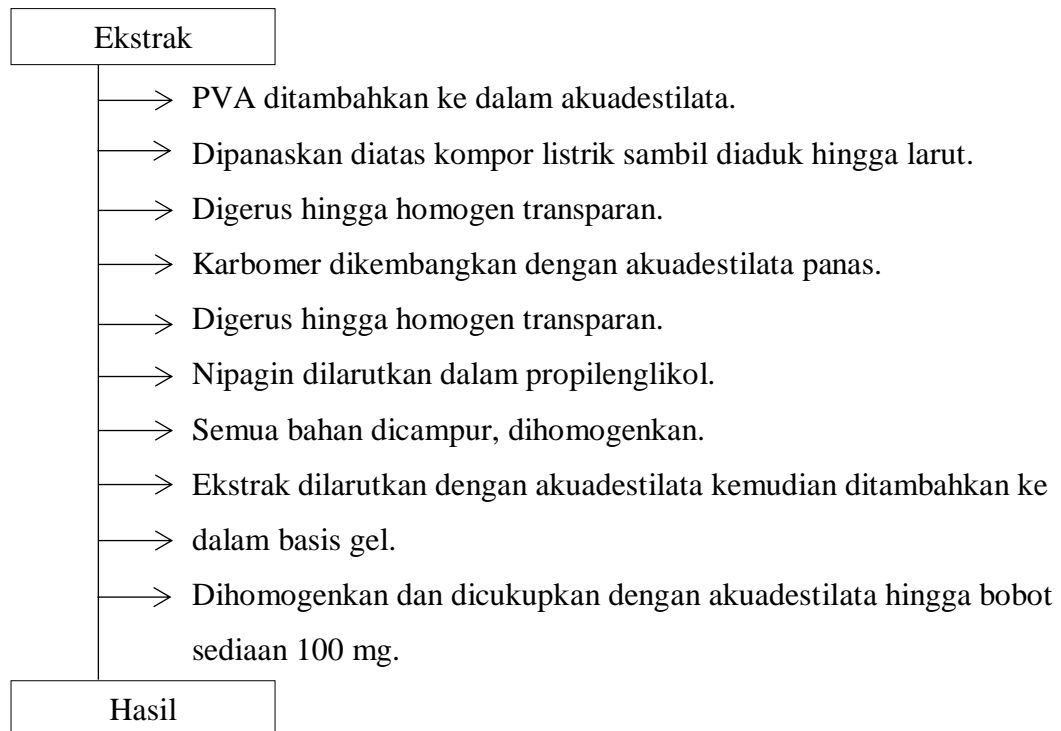 Ekstrak
PVA ditambahkan ke dalam akuadestilata.
Dipanaskan diatas kompor listrik sambil diaduk hingga larut.
Digerus hingga homogen transparan.
Karbomer dikembangkan dengan akuadestilata panas.
Digerus hingga homogen transparan.
Nipagin dilarutkan dalam propilenglikol.
Semua bahan dicampur, dihomogenkan.
Ekstrak dilarutkan dengan akuadestilata kemudian ditambahkan ke
dalam basis gel.
Dihomogenkan dan dicukupkan dengan akuadestilata hingga bobot
sediaan 100 mg.
Hasil